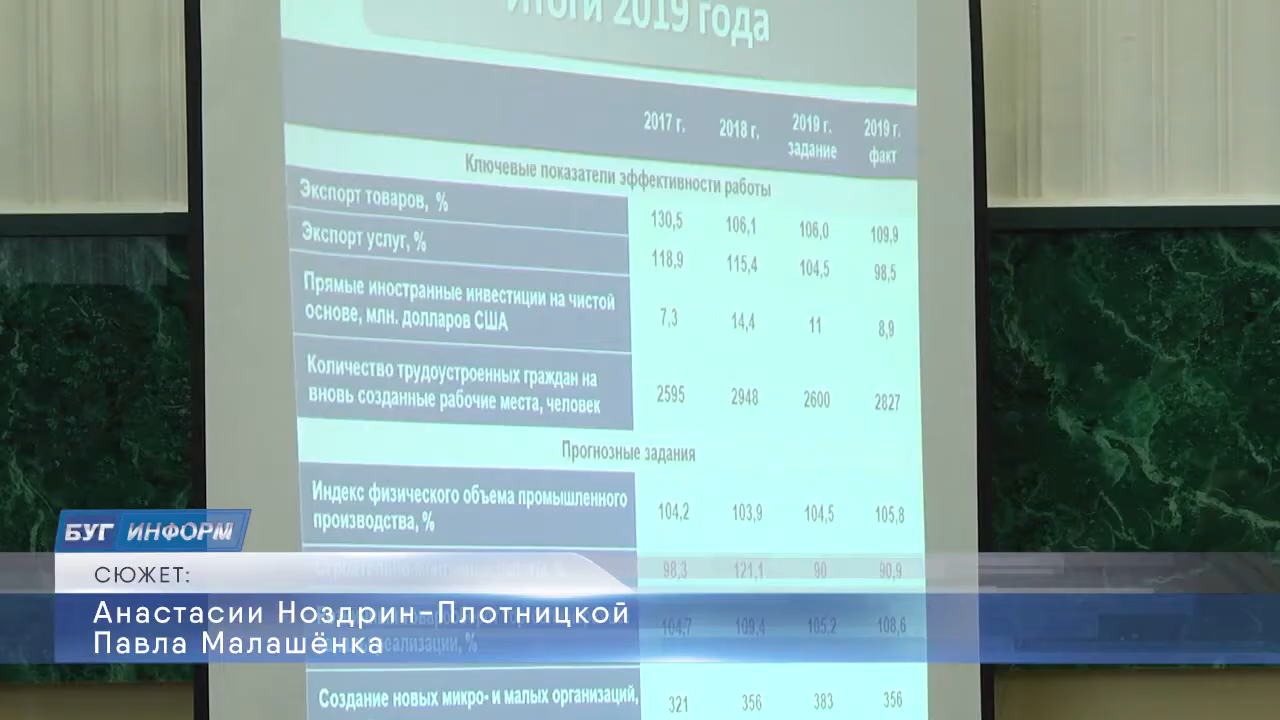 Итоги 2019 года
2017 г. 2018 г. 2019 г. 2019 г.
задание факт
Ключевые показатели эффективности работы
Экспорт товаров, % 130,5 106,1 106,0 109,9
Экспорт услуг, % 118,9 115,4 104,5 98,5
Прямые иностранные инвестиции на чистой
основе, млн. долларов США 7,3 14,4 11 8,9
Количество трудоустроенных граждан на
вновь созданные рабочие места, человек 2595 2948 2600 2827
Прогнозные задания
Индекс физического объема промышленного
производства, % 104,2 103,9 104,5 105,8
98,3 121,1 90 90,9
104,7 109,4 105,2 108,6
реализации, %
Создание новых микро- и малых организаций, 321 356 383 356
БУГ ИНФОРМ
СЮЖЕТ:
Анастасии Ноздрин-Плотницкой
Павла Малашёнка